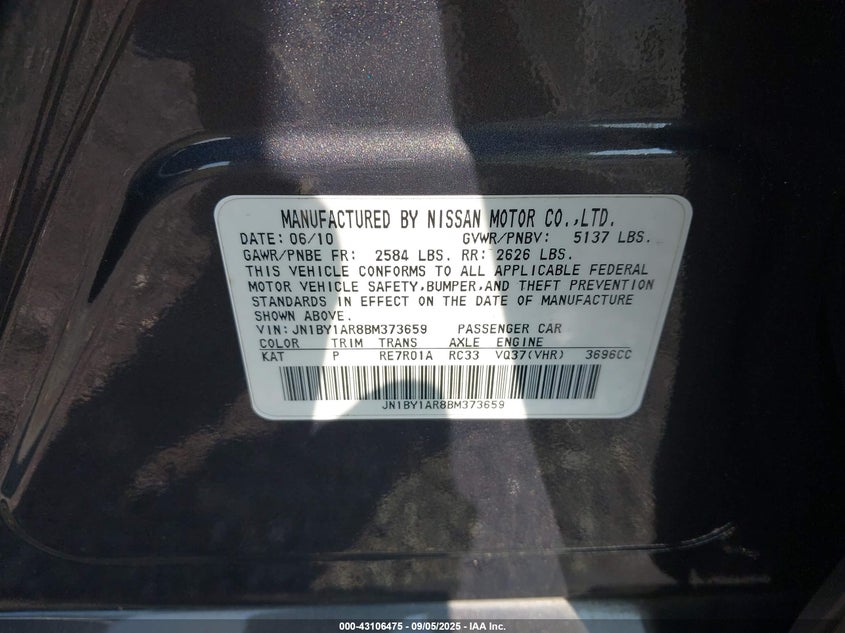 MANUFACTURED BY NISSAN MOTOR CO.,LTD.
DATE: 06/10 GVWR/PNBV: 5137 LBS.
GAWR/PNBE FR: 2584 LBS. RR: 2626 LBS.
THIS VEHICLE CONFORMS TO ALL APPLICABLE FEDERAL
MOTOR VEHICLE SAFETY,BUMPER,AND THEFT PREVENTION
STANDARDS IN EFFECT ON THE DATE OF MANUFACTURE
SHOWN ABOVE.
VIN: JN1BY1AR8BM373659 PASSENGER CAR
COLOR TRIM TRANS AXLE ENGINE
KAT P RE7R01A RC33 VQ37(VHR) 3696CC
JN1BY1AR8BM373659
000-43106475 - 09/05/2025 - IAA Inc.